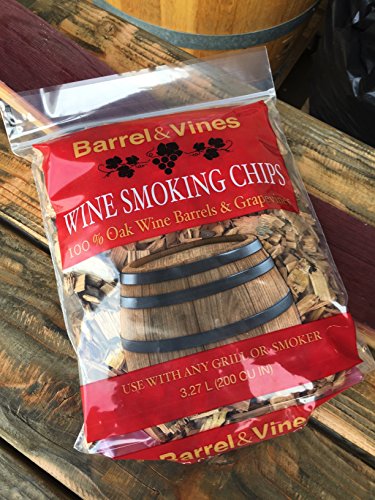 Barrel&Vines
WINE SMOKING CHIPS
100% Oak Wine Barrels & Grapevines
USE WITH ANY GRILL OR SMOKER
3.27 L (200 CU IN)
Barrel&Vines